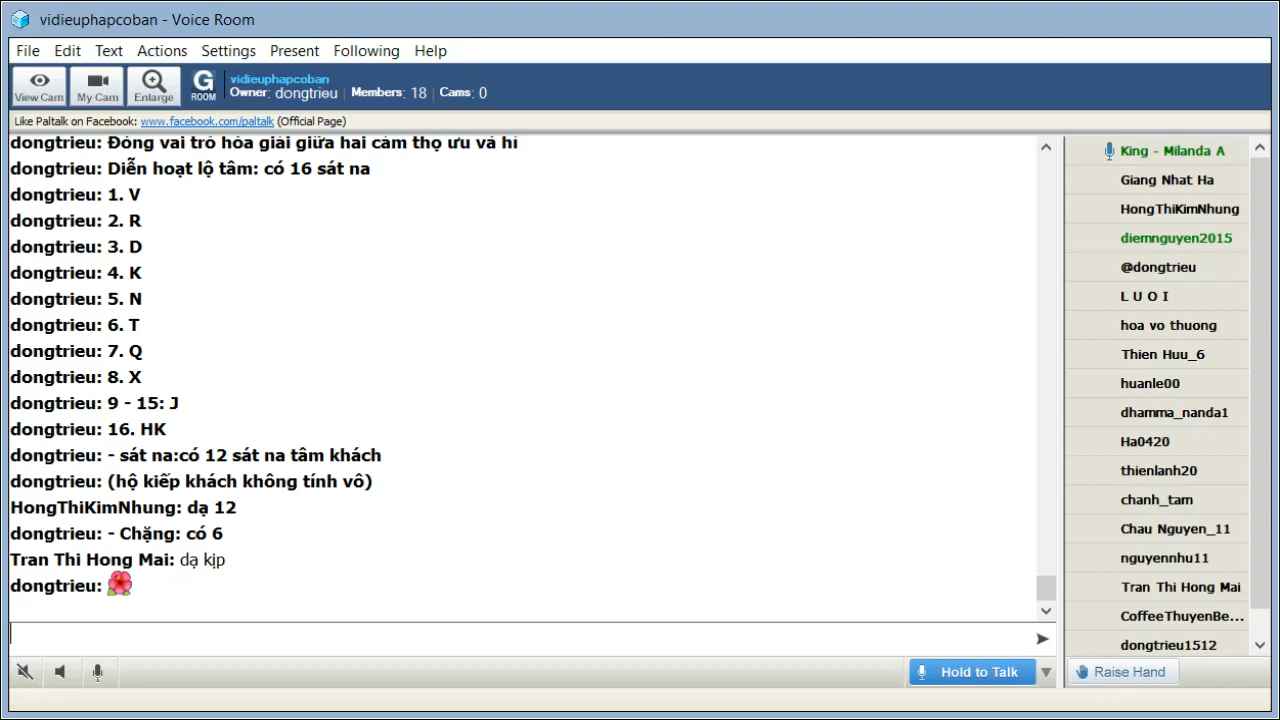 vidieuphapcoban - Voice Room
File Edit Text Actions Settings Present Following Help
View Cam
My Cam
Enlarge
G ROOM
vidieuphapcoban
Owner: dongtrieu | Members: 18 | Cams: 0
Like Paltalk on Facebook: www.facebook.com/paltalk (Official Page)
dongtrieu: Đóng vai trò hòa giải giữa hai cảm thọ ưu và hỉ
dongtrieu: Diễn hoạt lộ tâm: có 16 sát na
dongtrieu: 1. V
dongtrieu: 2. R
dongtrieu: 3. D
dongtrieu: 4. K
dongtrieu: 5. N
dongtrieu: 6. T
dongtrieu: 7. Q
dongtrieu: 8. X
dongtrieu: 9 - 15: J
dongtrieu: 16. HK
dongtrieu: - sát na:có 12 sát na tâm khách
dongtrieu: (hộ kiếp khách không tính vô)
HongThiKimNhung: dạ 12
dongtrieu: - Chặng: có 6
Tran Thi Hong Mai: dạ kịp
dongtrieu:
King - Milanda A
Giang Nhat Ha
HongThiKimNhung
diemnguyen2015
@dongtrieu
L U O I
hoa vo thuong
Thien Huu_6
huanle00
dhamma_nanda1
Ha0420
thienlanh20
chanh_tam
Chau Nguyen_11
nguyennhu11
Tran Thi Hong Mai
CoffeeThuyenBe...
dongtrieu1512
Hold to Talk
Raise Hand